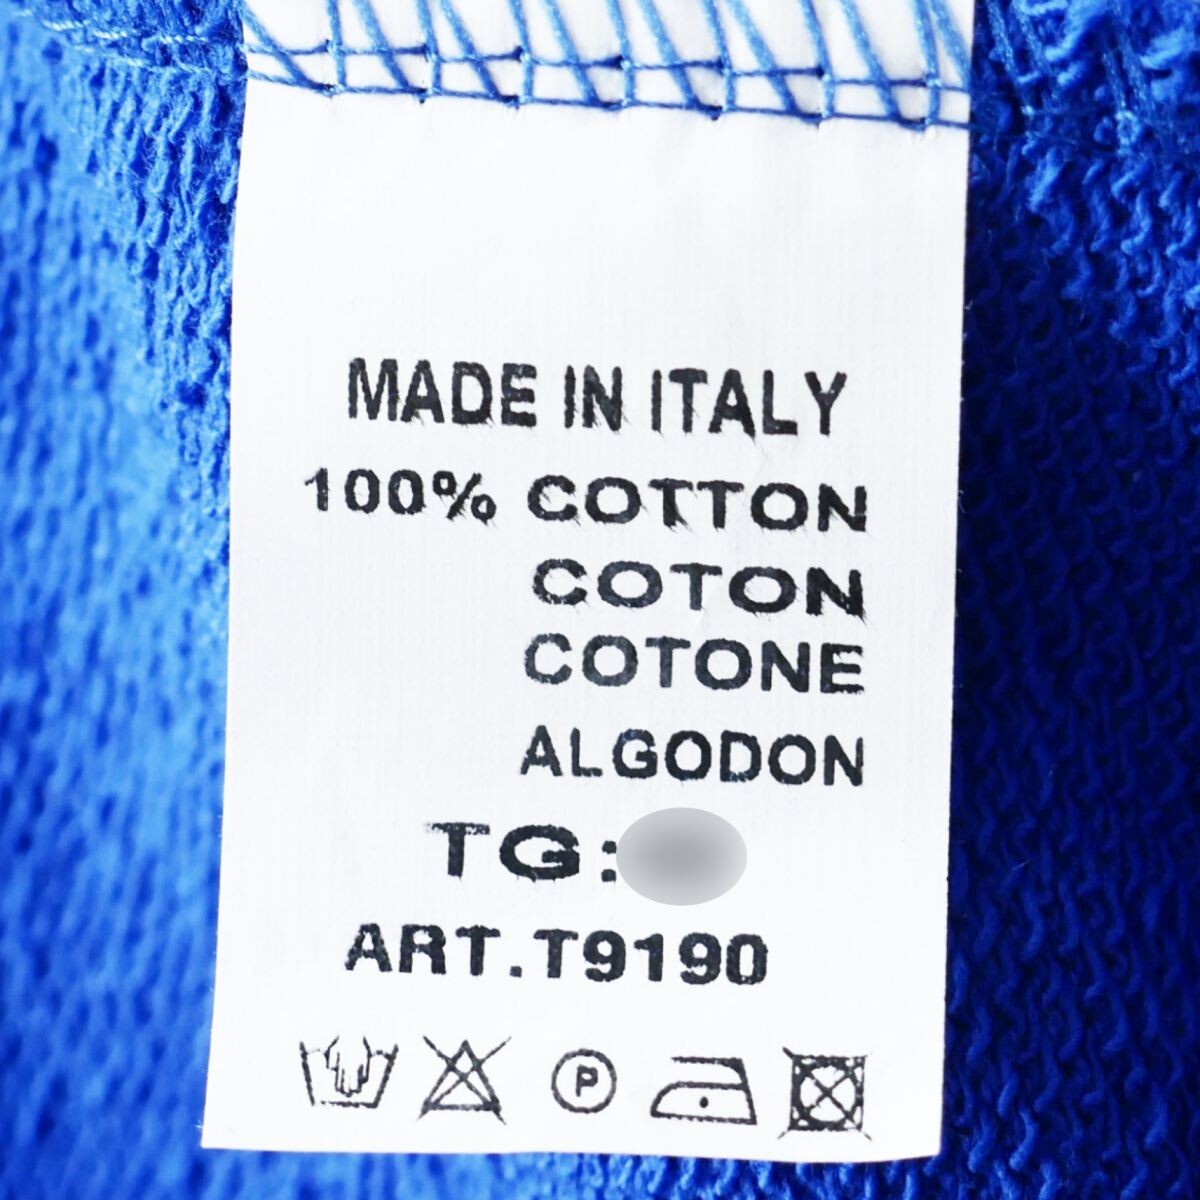 MADE IN ITALY
100% COTTON
COTON
COTONE
ALGODON
TG:
ART.T9190
P